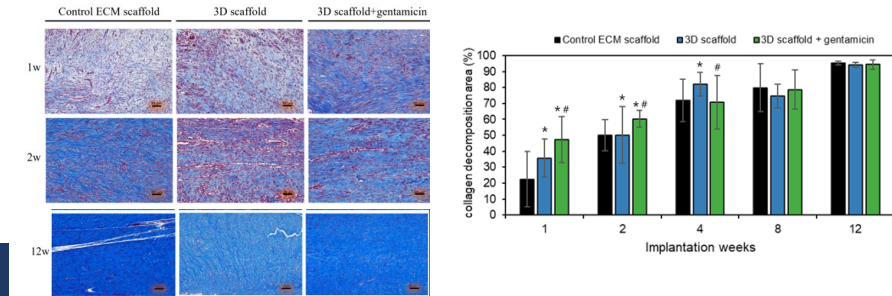 Control ECM scaffold 3D scaffold 3D scaffold+gentamicin
1w
2w
12w
Control ECM scaffold 3D scaffold 3D scaffold + gentamicin
collagen decomposition area (%)
100
90
80
70
60
50
40
30
20
10
0
* * #
* * #
* #
1 2 4 8 12
Implantation weeks